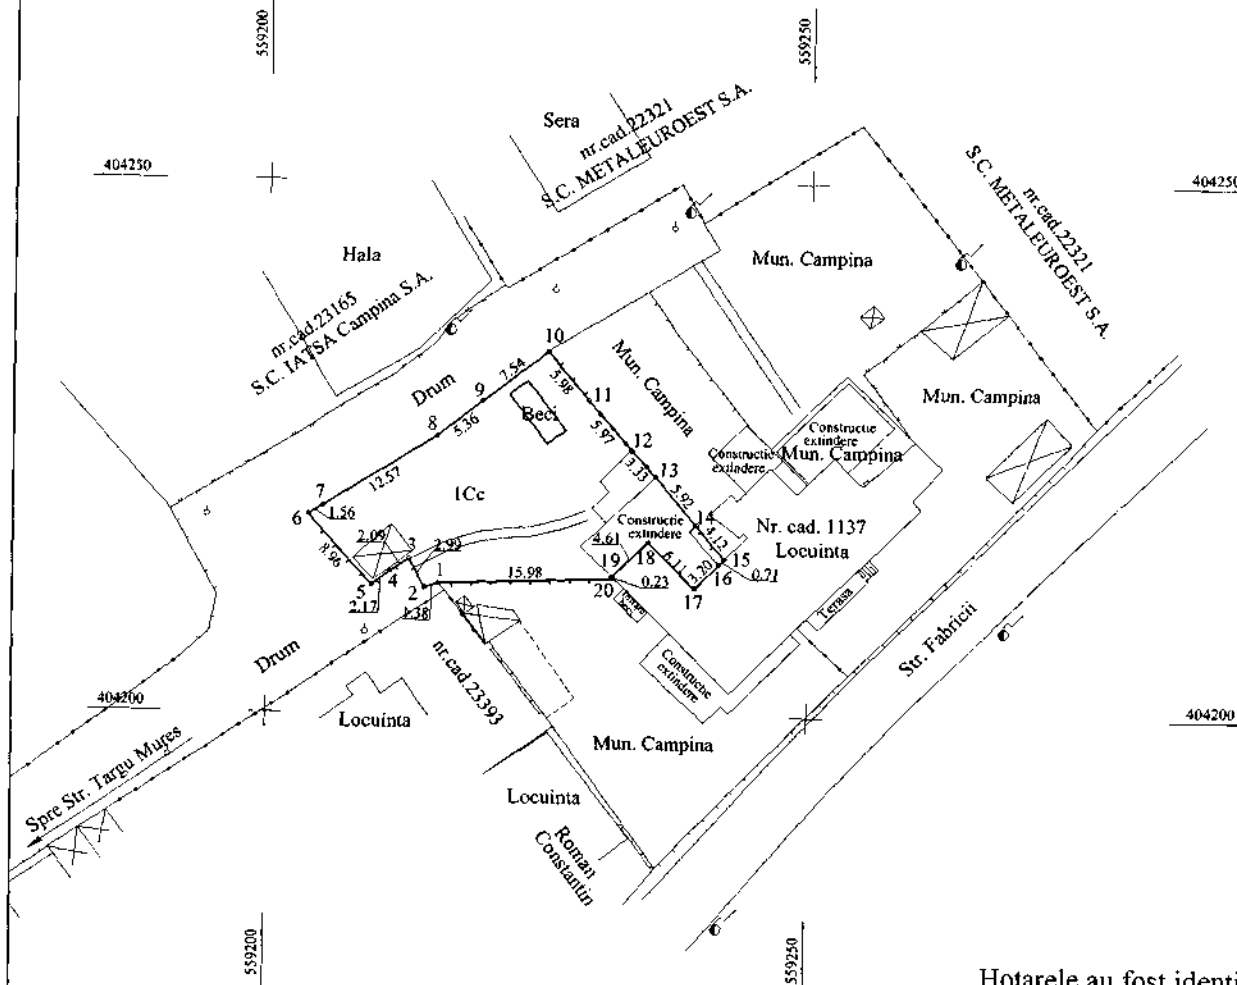 559200
559250
Sera
nr.cad.22321
S.C. METALEUROEST S.A.
404250
404250
nr.cad.22321
S.C. METALEUROEST S.A.
Hala
Mun. Campina
nr.cad.23165
S.C. IATSA Campina S.A.
10
7.54
Drum
Mun. Campina
9
3.98
11
Mun. Campina
8
5.36
Beci
5.97
12
Constructie
extindere
Constructie
extindere
Mun. Campina
12.57
3.33
13
5.92
7
6
1.56
1Cc
Constructie
extindere
14
Nr. cad. 1137
Locuinta
2.09
3
2.99
4.61
4.12
8.96
4
1
15.98
19
18
6.11
15
5
2
20
0.23
3.20
16
0.71
2.17
1.38
17
Terasa
Str. Fabricii
Drum
nr.cad.23393
Constructie
extindere
404200
404200
Locuinta
Mun. Campina
Spre Str. Targu Mures
Locuinta
Roman
Constantin
559200
559250
Hotarele au fost identi